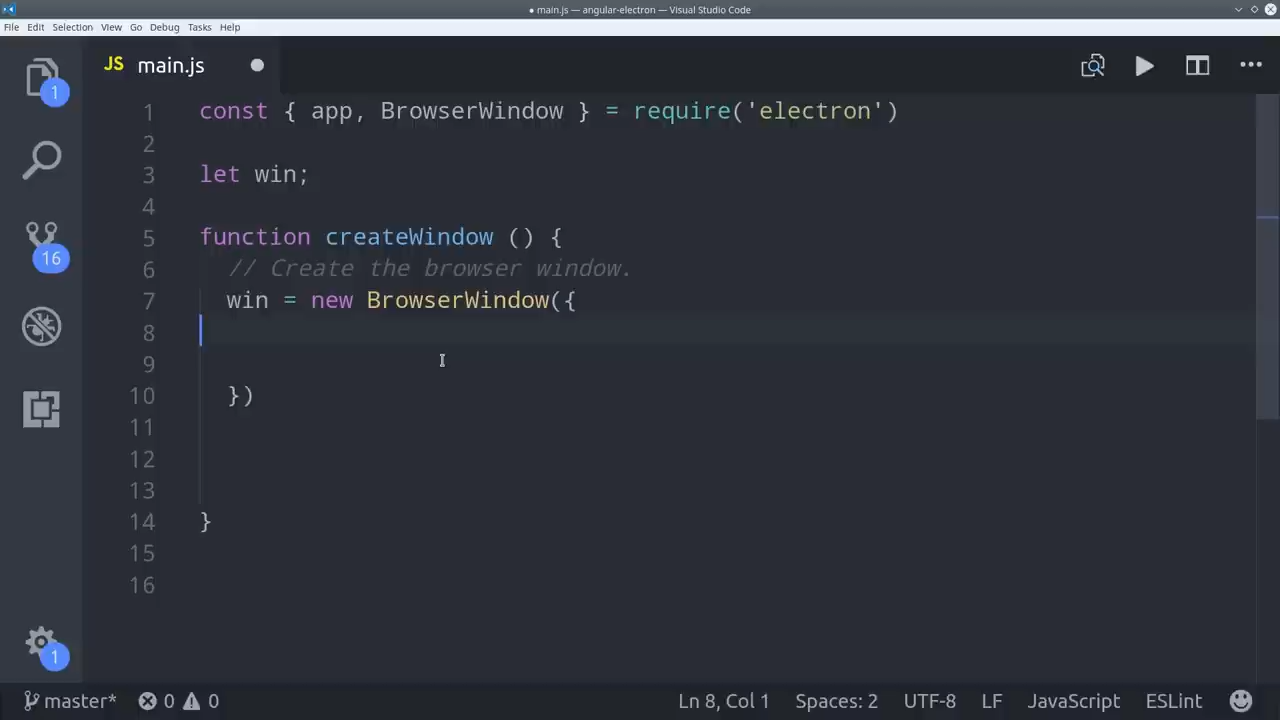 ● main.js — angular-electron — Visual Studio Code
File Edit Selection View Go Debug Tasks Help
JS main.js ●
1 const { app, BrowserWindow } = require('electron')
2
3 let win;
4
5 function createWindow () {
6 // Create the browser window.
7 win = new BrowserWindow({
8
9
10 })
11
12
13
14 }
15
16
1
16
1
master* 0 0 Ln 8, Col 1 Spaces: 2 UTF-8 LF JavaScript ESLint